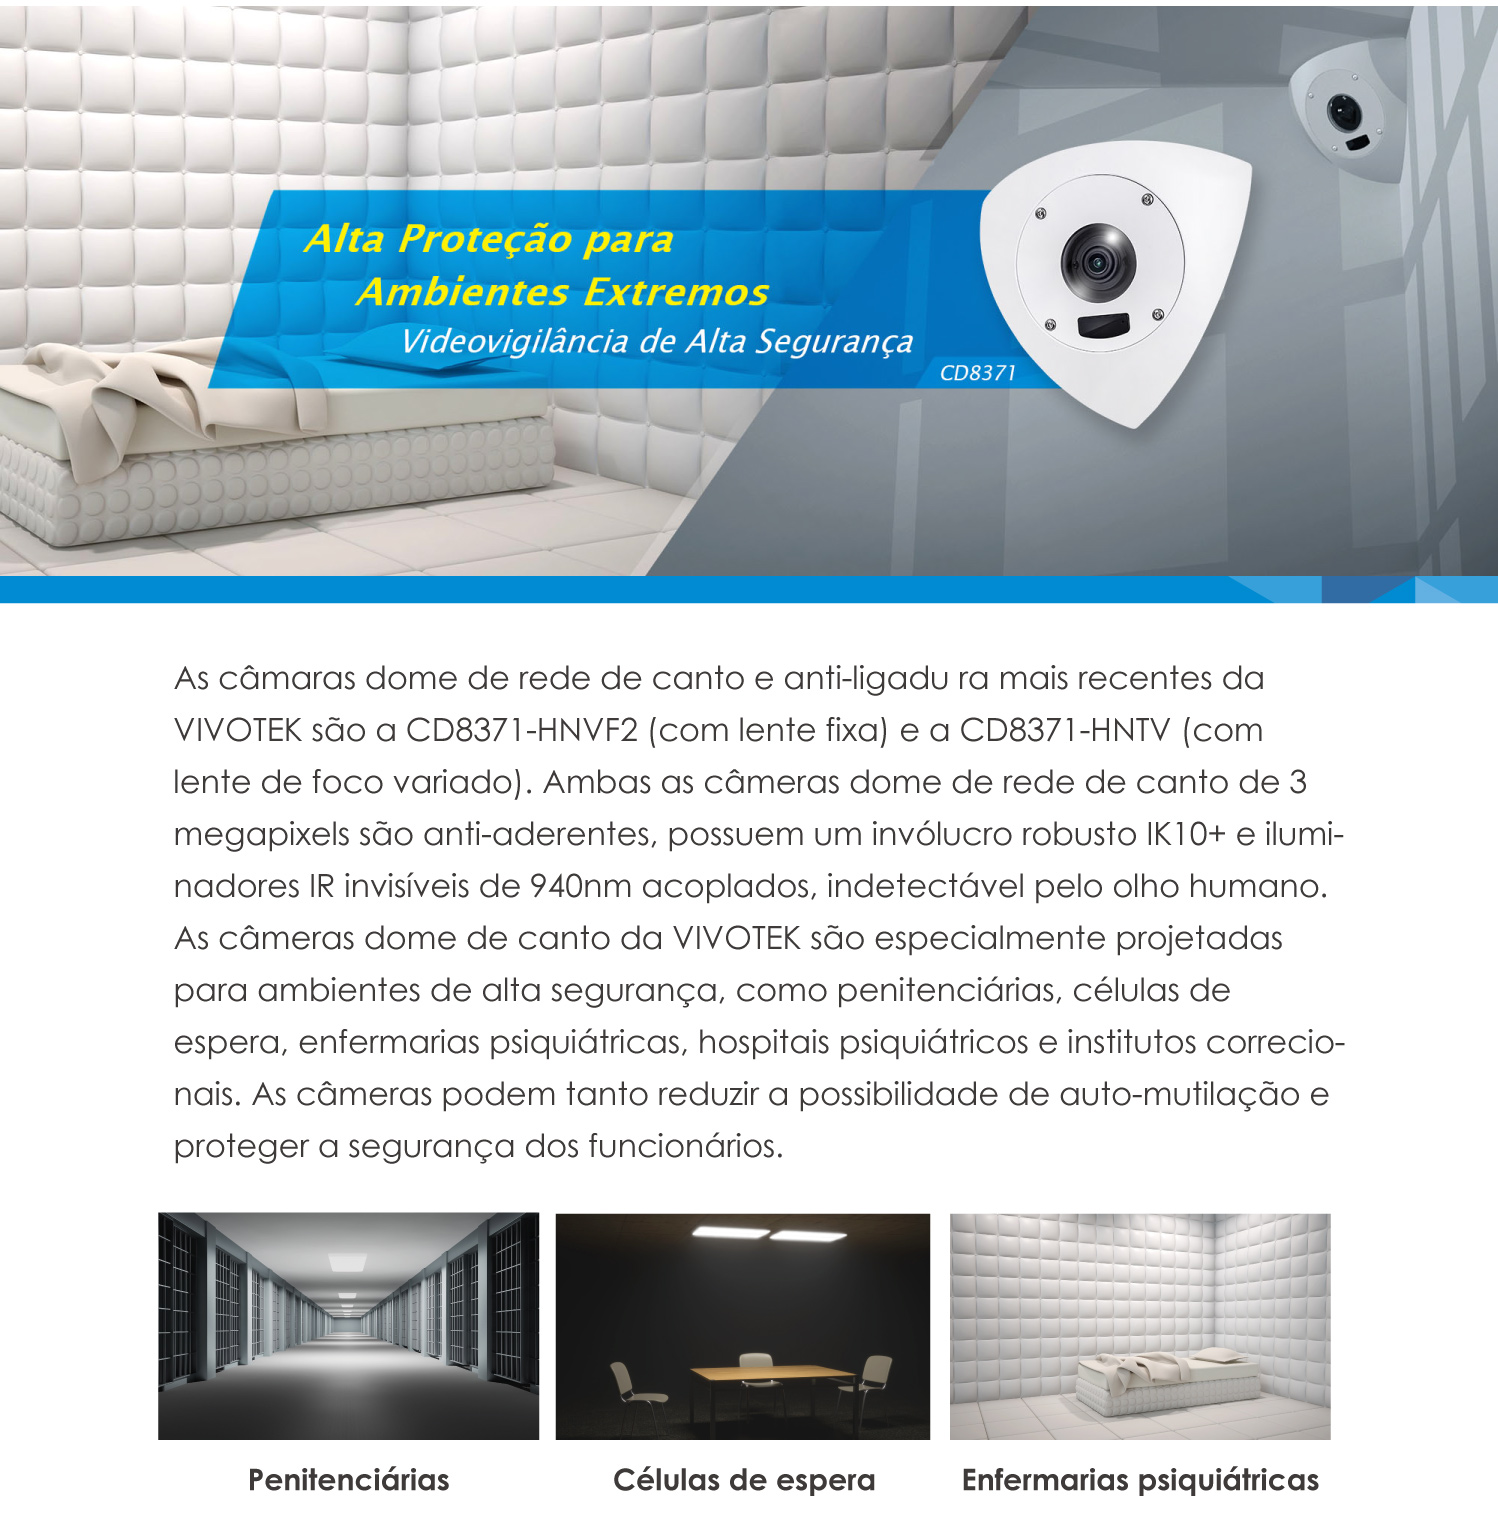 Alta Proteção para
Ambientes Extremos
Videovigilância de Alta Segurança
CD8371
As câmaras dome de rede de canto e anti-ligadu ra mais recentes da
VIVOTEK são a CD8371-HNVF2 (com lente fixa) e a CD8371-HNTV (com
lente de foco variado). Ambas as câmeras dome de rede de canto de 3
megapixels são anti-aderentes, possuem um invólucro robusto IK10+ e ilumi-
nadores IR invisíveis de 940nm acoplados, indetectável pelo olho humano.
As câmeras dome de canto da VIVOTEK são especialmente projetadas
para ambientes de alta segurança, como penitenciárias, células de
espera, enfermarias psiquiátricas, hospitais psiquiátricos e institutos correcio-
nais. As câmeras podem tanto reduzir a possibilidade de auto-mutilação e
proteger a segurança dos funcionários.
Penitenciárias
Células de espera
Enfermarias psiquiátricas